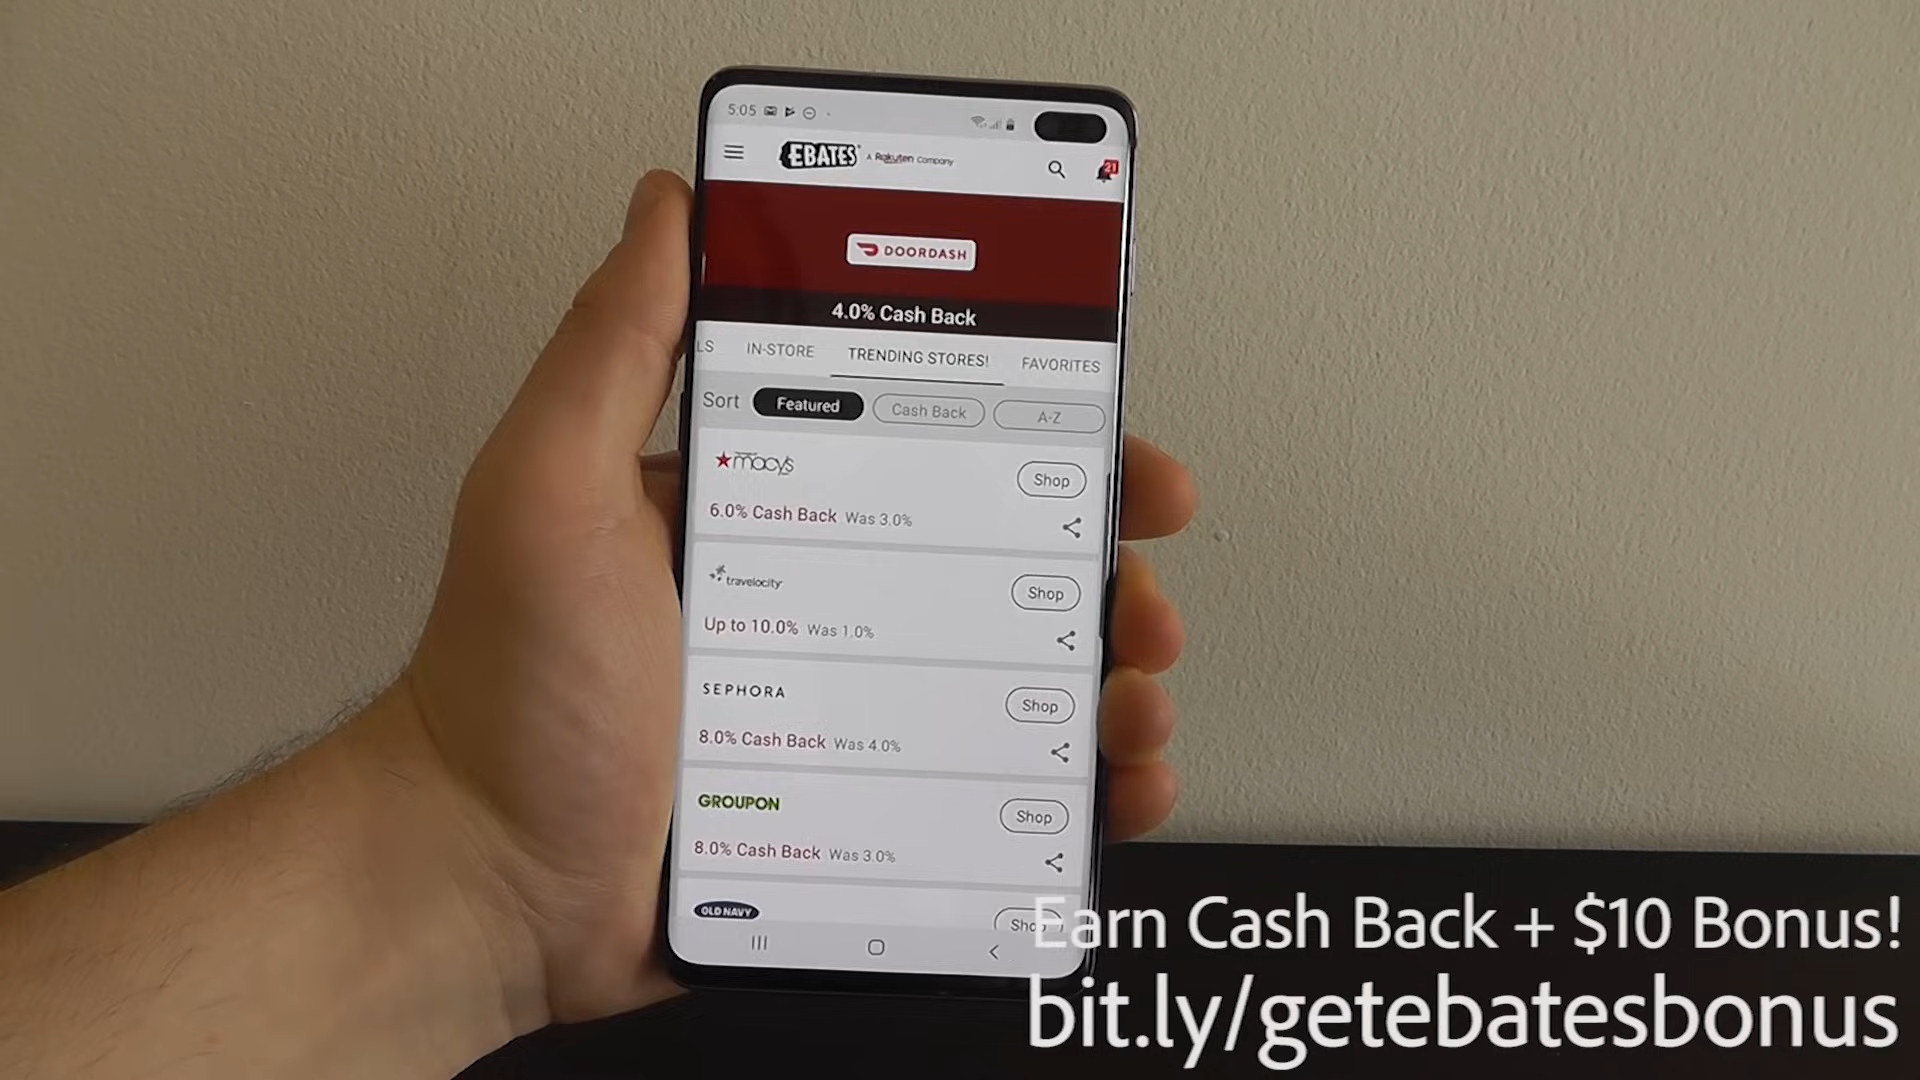 5:05
EBATES A Rakuten Company
21
DOORDASH
4.0% Cash Back
LS IN-STORE TRENDING STORES! FAVORITES
Sort Featured Cash Back A-Z
macy's
Shop
6.0% Cash Back Was 3.0%
travelocity
Shop
Up to 10.0% Was 1.0%
SEPHORA
Shop
8.0% Cash Back Was 4.0%
GROUPON
Shop
8.0% Cash Back Was 3.0%
OLD NAVY
Shop
Earn Cash Back + $10 Bonus!
bit.ly/getebatesbonus